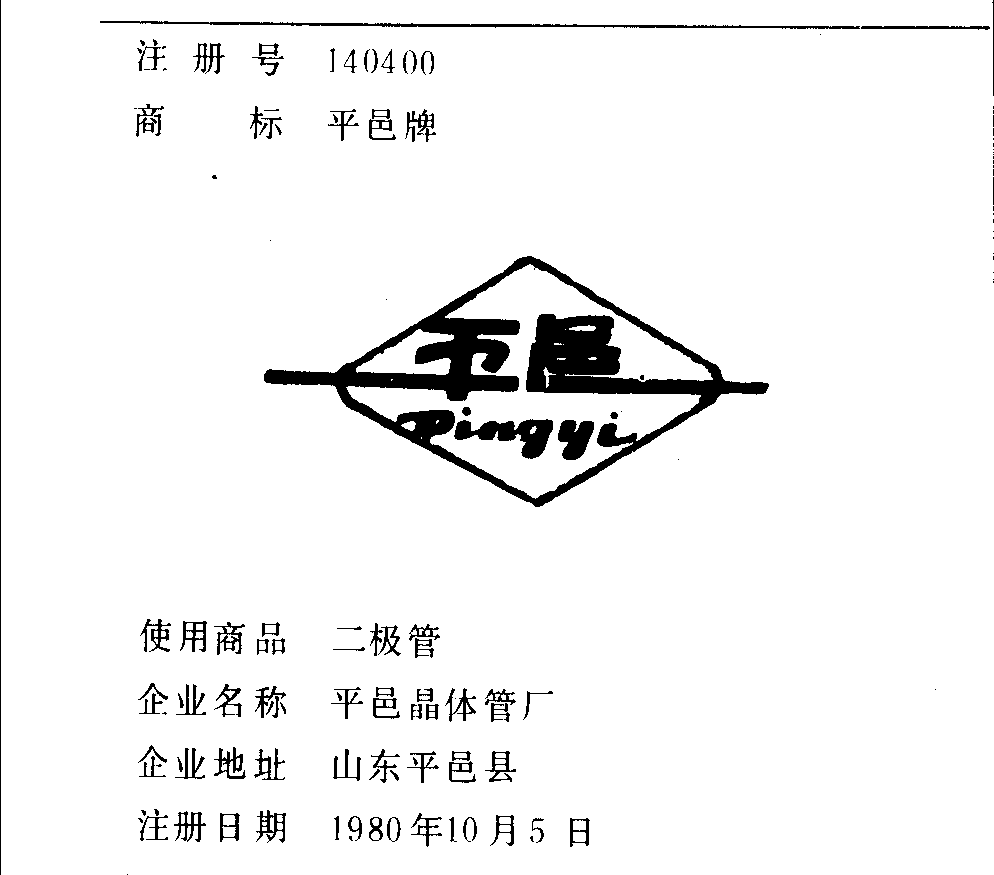 注册号 140400
商标 平邑牌
平邑
Pingyi
使用商品 二极管
企业名称 平邑晶体管厂
企业地址 山东平邑县
注册日期 1980年10月5日